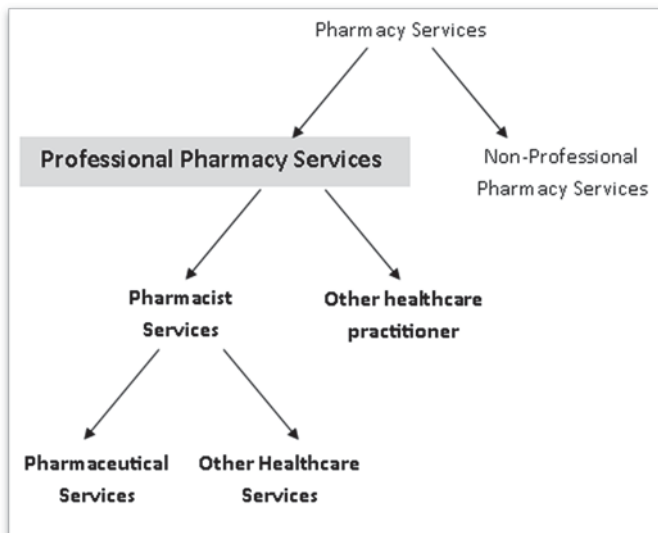 Pharmacy Services
Professional Pharmacy Services
Non-Professional
Pharmacy Services
Pharmacist
Services
Other healthcare
practitioner
Pharmaceutical
Services
Other Healthcare
Services